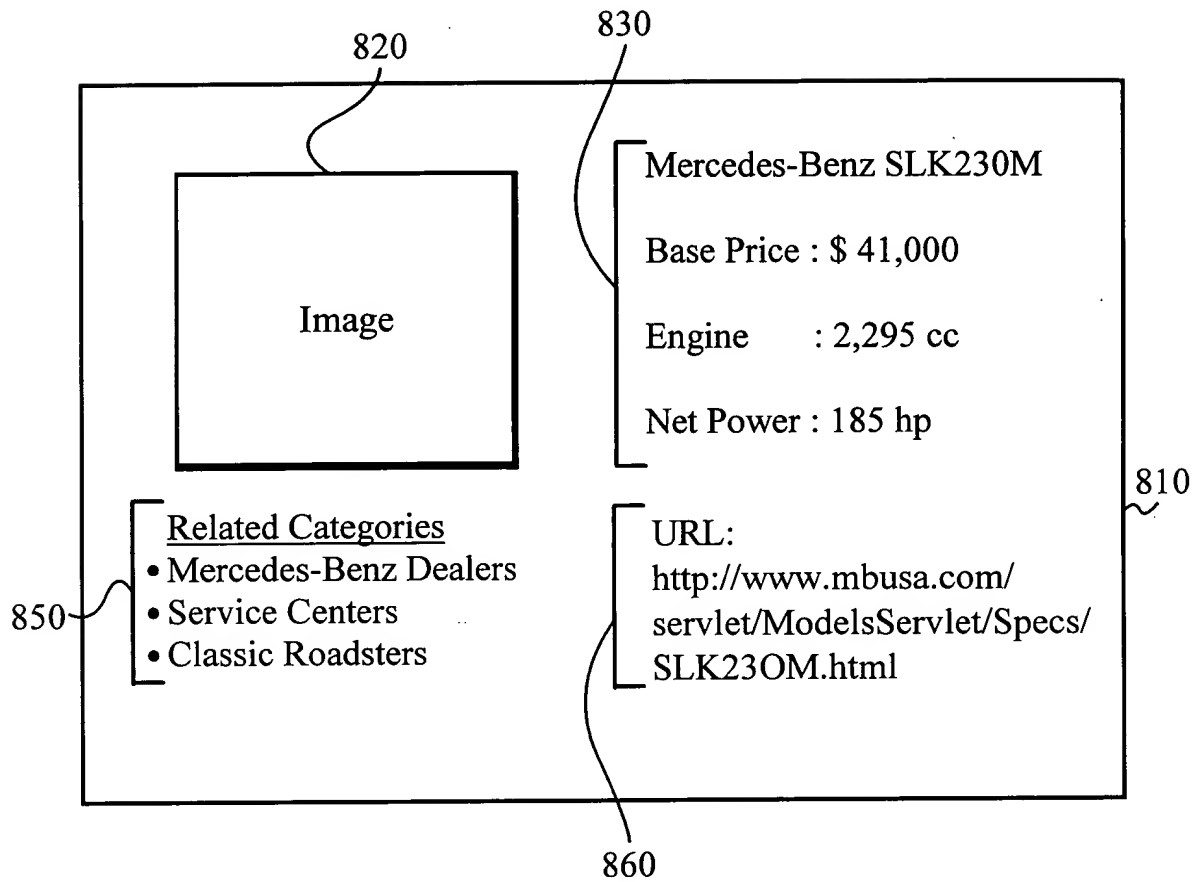 820
830
Image
Mercedes-Benz SLK230M
Base Price : $ 41,000
Engine : 2,295 cc
Net Power : 185 hp
810
850
Related Categories
• Mercedes-Benz Dealers
• Service Centers
• Classic Roadsters
URL:
http://www.mbusa.com/
servlet/ModelsServlet/Specs/
SLK23OM.html
860